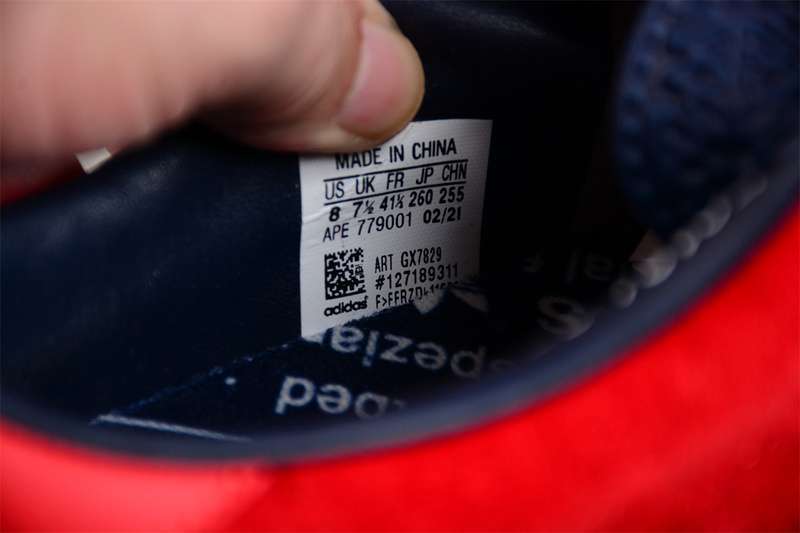 MADE IN CHINA
US UK FR JP CHN
8 7½ 41⅓ 260 255
APE 779001 02/21
ART GX7829
#127189311
adidas
spezial